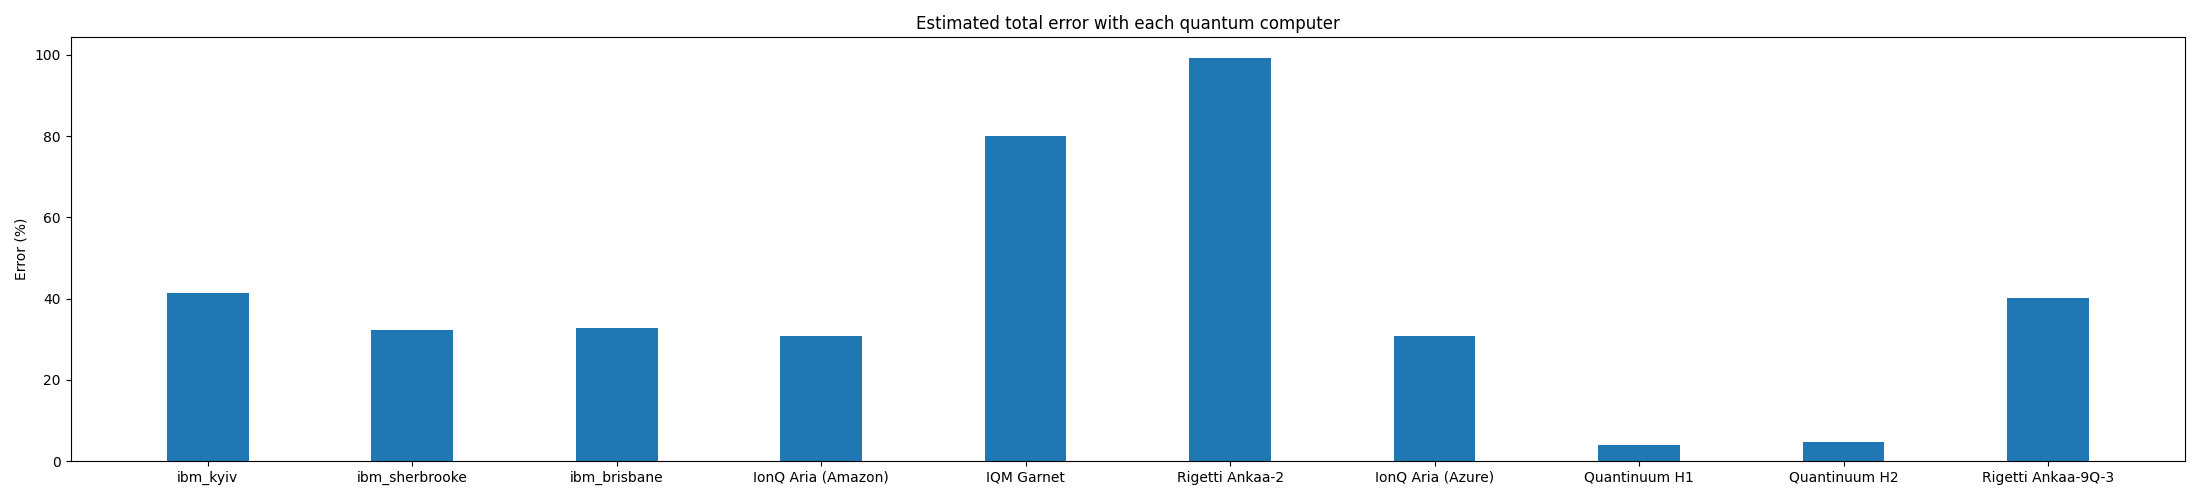 Estimated total error with each quantum computer
Error (%)
100
80
60
40
20
0
ibm_kyiv ibm_sherbrooke ibm_brisbane IonQ Aria (Amazon) IQM Garnet Rigetti Ankaa-2 IonQ Aria (Azure) Quantinuum H1 Quantinuum H2 Rigetti Ankaa-9Q-3